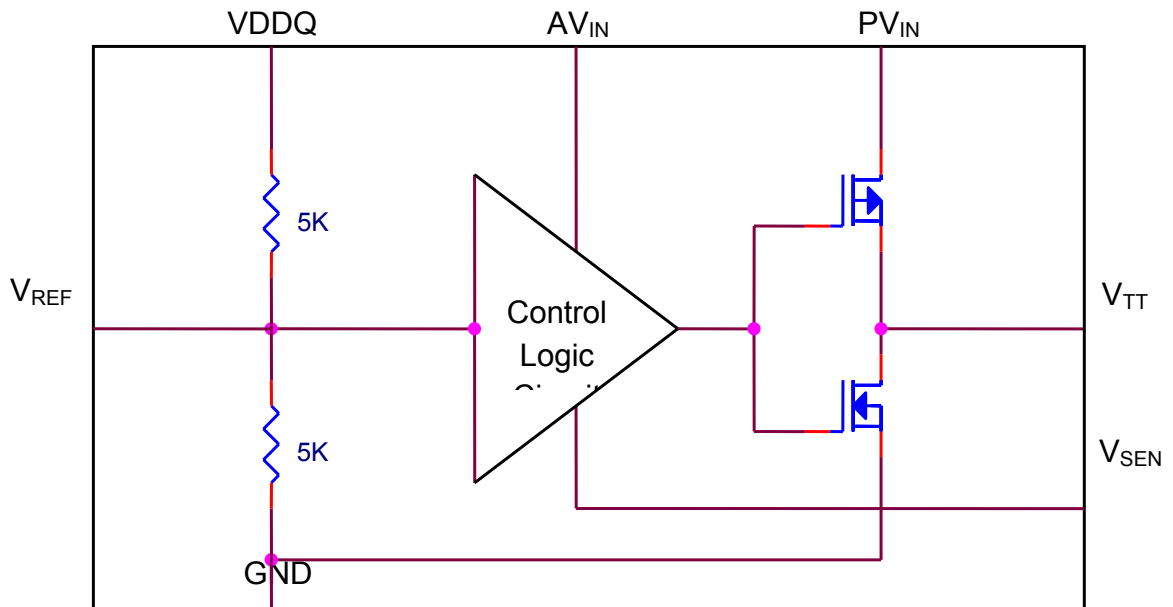 VDDQ AVIN PVIN
5K
VREF
Control
Logic
VTT
5K
VSEN
GND